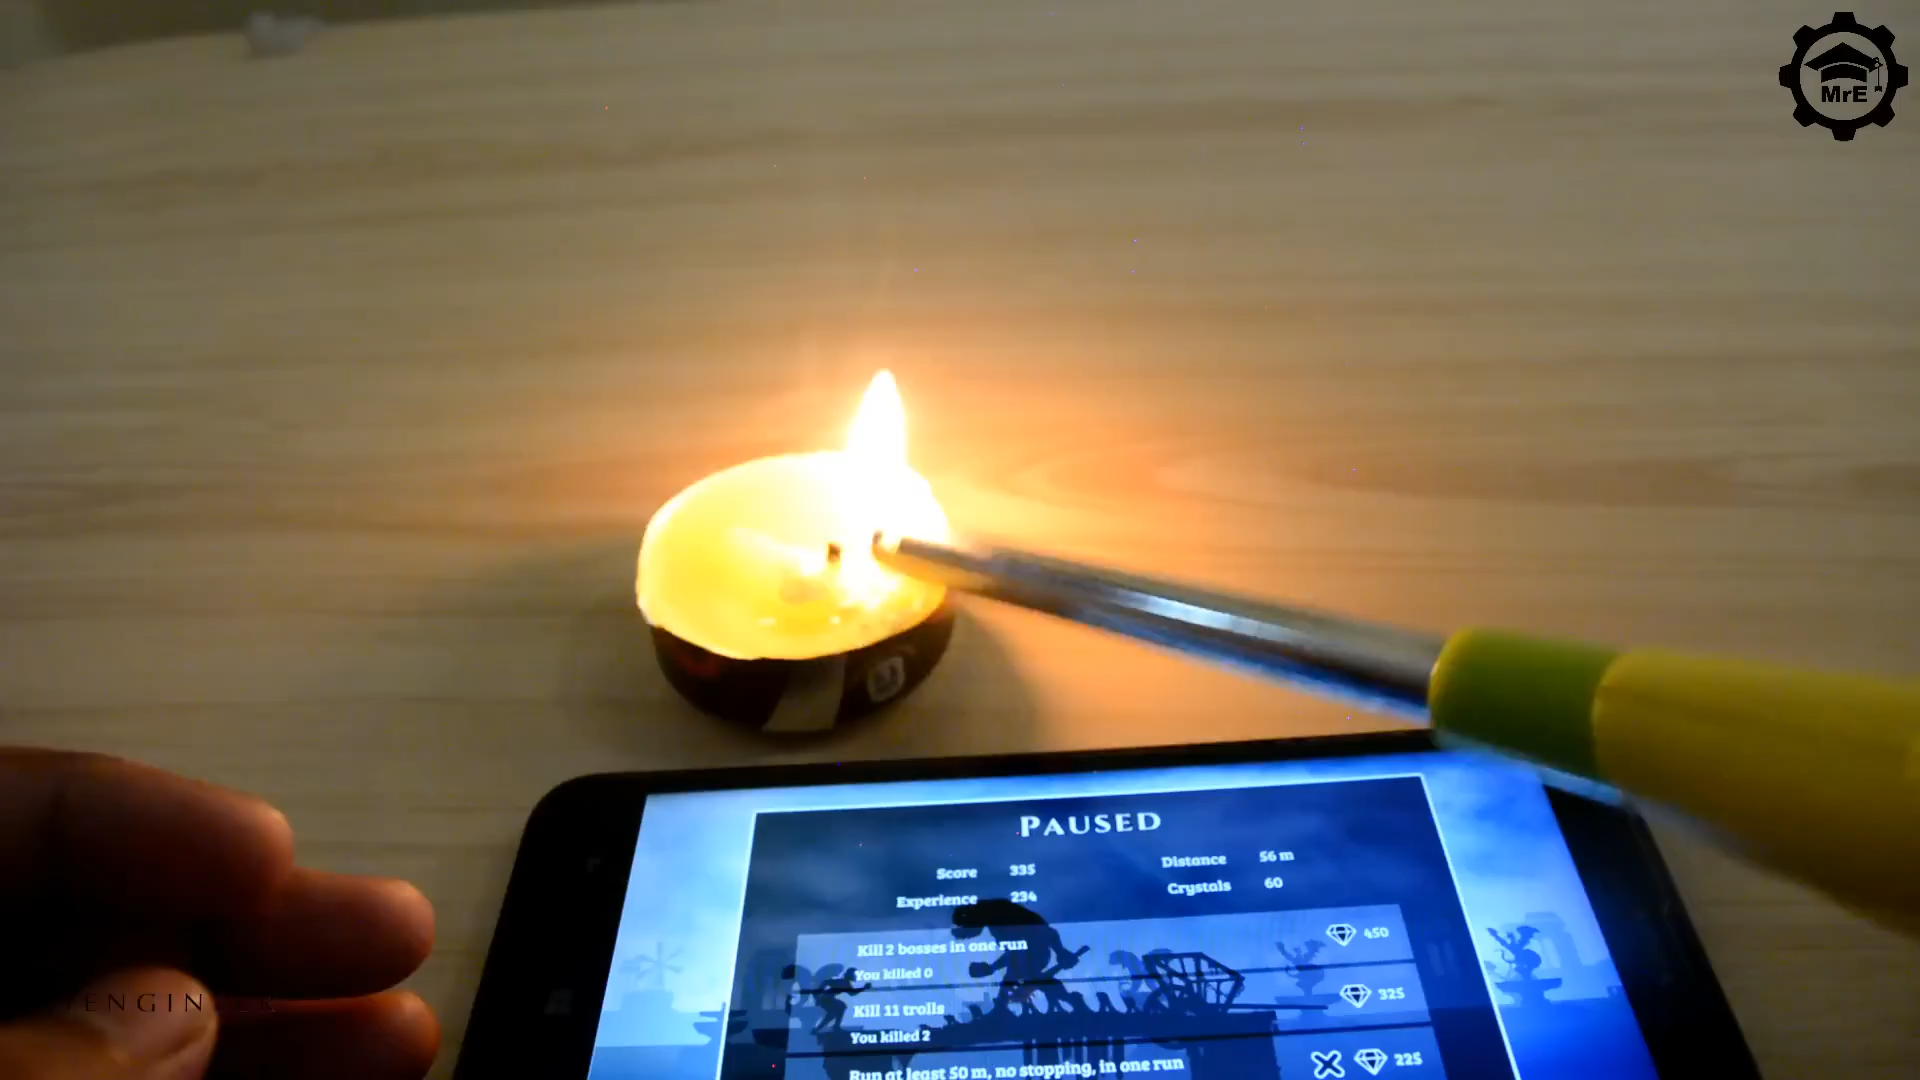 MrE
PAUSED
Score 335 Distance 56 m
Experience 234 Crystals 60
Kill 2 bosses in one run 450
You killed 0
Kill 11 trolls 325
You killed 2
Run at least 50 m, no stopping, in one run 225